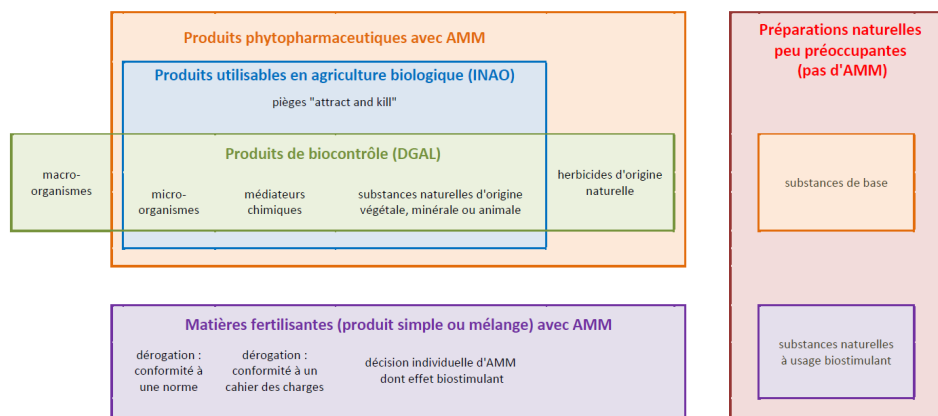 Produits phytopharmaceutiques avec AMM
Produits utilisables en agriculture biologique (INAO)
pièges "attract and kill"
Produits de biocontrôle (DGAL)
macro-
organismes
micro-
organismes
médiateurs
chimiques
substances naturelles d'origine
végétale, minérale ou animale
herbicides d'origine
naturelle
Matières fertilisantes (produit simple ou mélange) avec AMM
dérogation :
conformité à
une norme
dérogation :
conformité à un
cahier des charges
décision individuelle d'AMM
dont effet biostimulant
Préparations naturelles
peu préoccupantes
(pas d'AMM)
substances de base
substances naturelles
à usage biostimulant